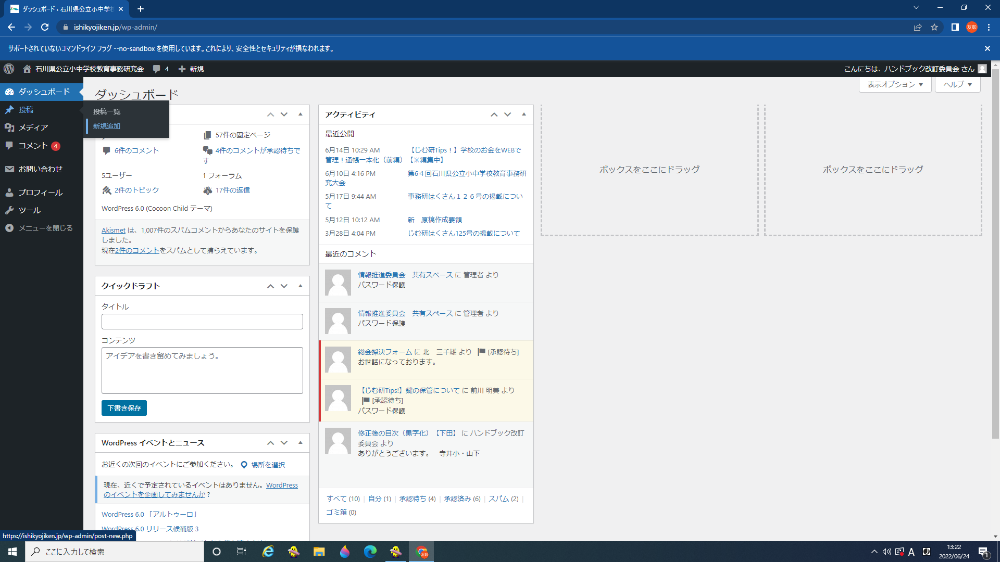 ダッシュボード ‹ 石川県公立小中学校
ishikyojiken.jp/wp-admin/
友彰
サポートされていないコマンドライン フラグ --no-sandbox を使用しています。これにより、安全性とセキュリティが損なわれます。
石川県公立小中学校教育事務研究会 4 新規
こんにちは、ハンドブック改訂委員会 さん
ダッシュボード
投稿
メディア
コメント 4
お問い合わせ
プロフィール
ツール
メニューを閉じる
投稿一覧
新規追加
ダッシュボード
表示オプション
ヘルプ
57件の固定ページ
6件のコメント
4件のコメントが承認待ちで
す
5ユーザー
1 フォーラム
2件のトピック
17件の返信
WordPress 6.0 (Cocoon Child テーマ)
Akismet は、1,007件のスパムコメントからあなたのサイトを保護
しました。
現在2件のコメントをスパムとして捕らえています。
クイックドラフト
タイトル
コンテンツ
アイデアを書き留めてみましょう。
下書き保存
WordPress イベントとニュース
お近くの次回のイベントにご参加ください。 場所を選択
現在、近くで予定されているイベントはありません。WordPress
のイベントを企画してみませんか ?
WordPress 6.0 「アルトゥーロ」
WordPress 6.0 リリース候補版 3
アクティビティ
最近公開
6月14日 10:29 AM 【じむ研Tips！】学校のお金をWEBで
管理！通帳一本化（前編）【※編集中】
6月10日 4:16 PM 第6４回石川県公立小中学校教育事務研
究大会
5月17日 9:44 AM 事務研はくさん１２６号の掲載につい
て
5月12日 10:12 AM 新　原稿作成要領
3月28日 4:04 PM じむ研はくさん125号の掲載について
最近のコメント
情報推進委員会　共有スペース に 管理者 より
パスワード保護
情報推進委員会　共有スペース に 管理者 より
パスワード保護
総会採決フォーム に 北　三千雄 より [承認待ち]
お世話になっております。
【じむ研Tips!】鍵の保管について に 前川 明美 より
[承認待ち]
パスワード保護
修正後の目次（黒字化）【下田】 に ハンドブック改訂
委員会 より
ありがとうございます。　寺井小・山下
すべて (10) | 自分 (1) | 承認待ち (4) | 承認済み (6) | スパム (2) |
ゴミ箱 (0)
ボックスをここにドラッグ
ボックスをここにドラッグ
https://ishikyojiken.jp/wp-admin/post-new.php
ここに入力して検索
友彰
A
J
13:22
2022/06/24
1